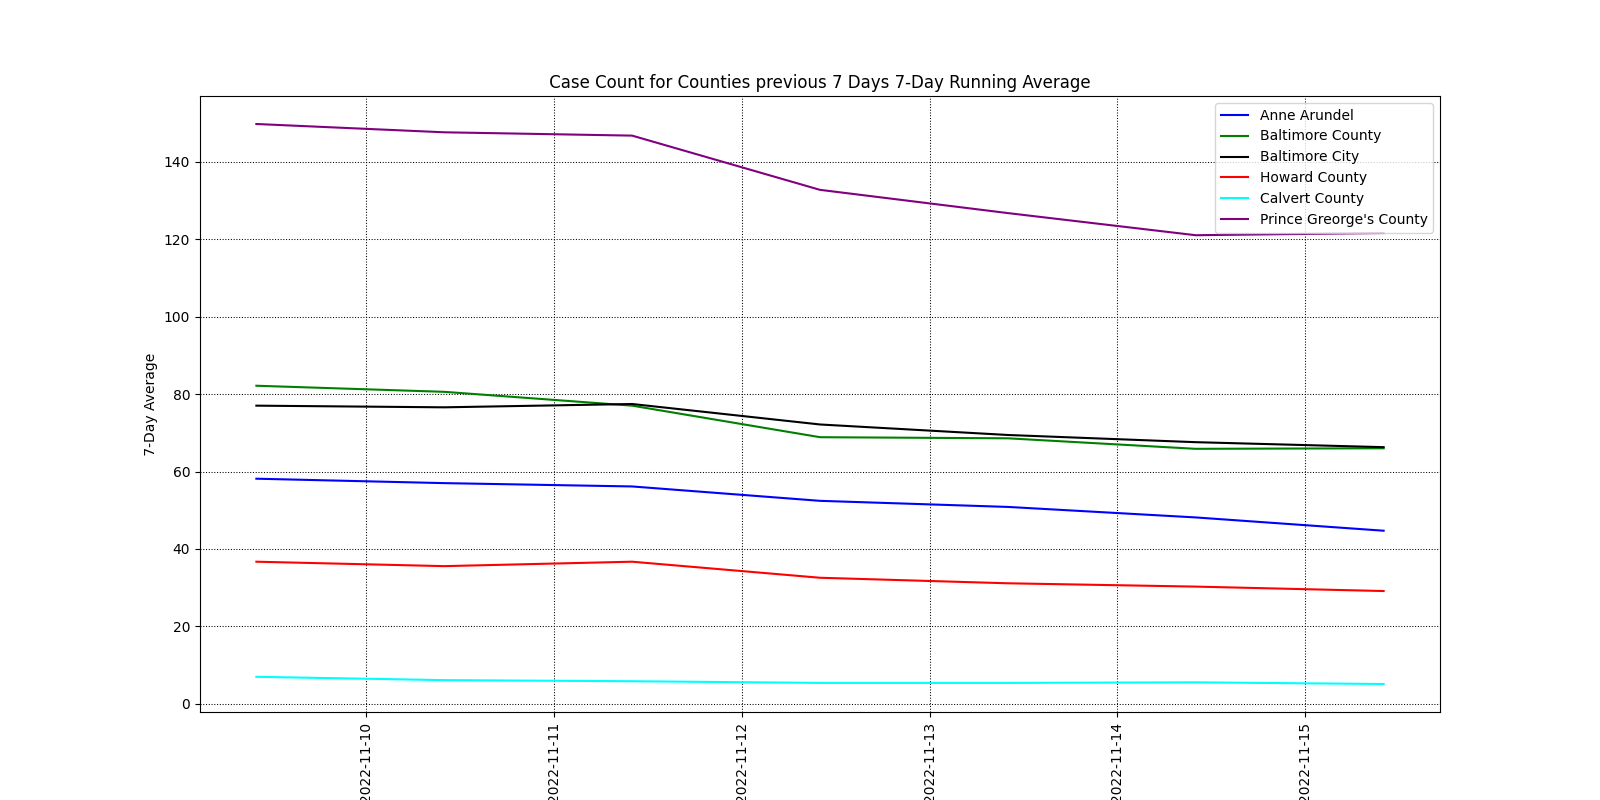 Case Count for Counties previous 7 Days 7-Day Running Average
Anne Arundel
Baltimore County
Baltimore City
Howard County
Calvert County
Prince Greorge's County
7-Day Average
140
120
100
80
60
40
20
0
2022-11-10
2022-11-11
2022-11-12
2022-11-13
2022-11-14
2022-11-15